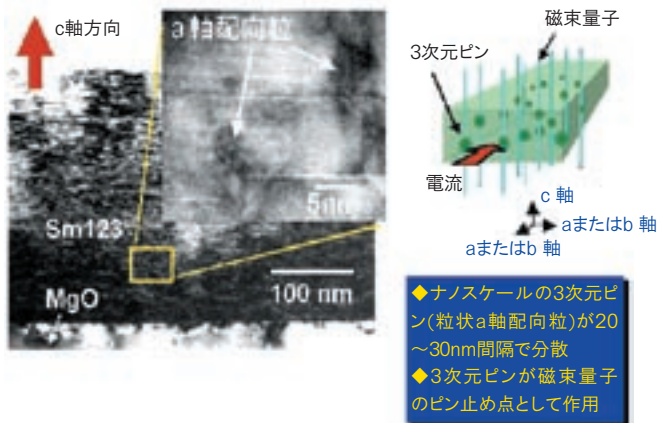 c軸方向
a軸配向粒
5nm
Sm123
100 nm
MgO
磁束量子
3次元ピン
電流
c 軸
aまたはb 軸
aまたはb 軸
◆ナノスケールの3次元ピ
ン(粒状a軸配向粒)が20
～30nm間隔で分散
◆3次元ピンが磁束量子
のピン止め点として作用